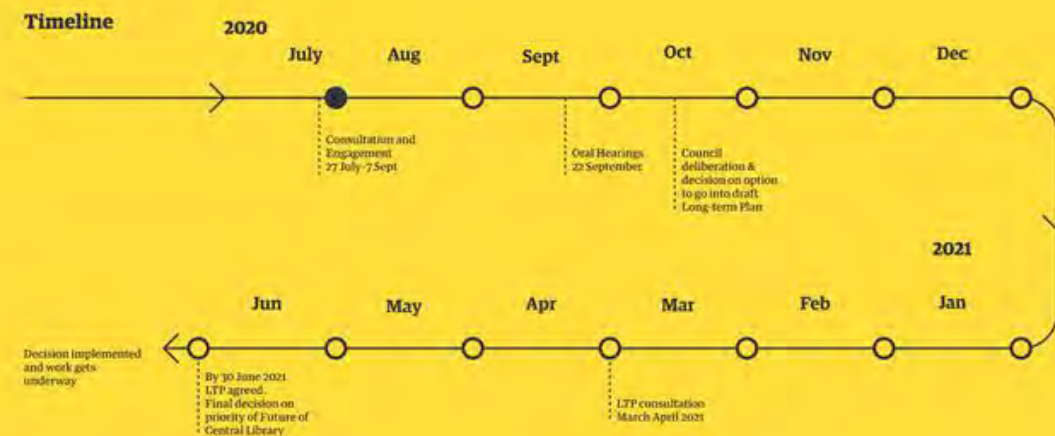 Timeline
2020
July
Aug
Sept
Oct
Nov
Dec
Consultation and
Engagement
27 July-7 Sept
Oral Hearings
22 September
Council
deliberation &
decision on option
to go into draft
Long-term Plan
2021
Jun
May
Apr
Mar
Feb
Jan
Decision implemented
and work gets
underway
By 30 June 2021
LTP agreed.
Final decision on
priority of Future of
Central Library
LTP consultation
March April 2021